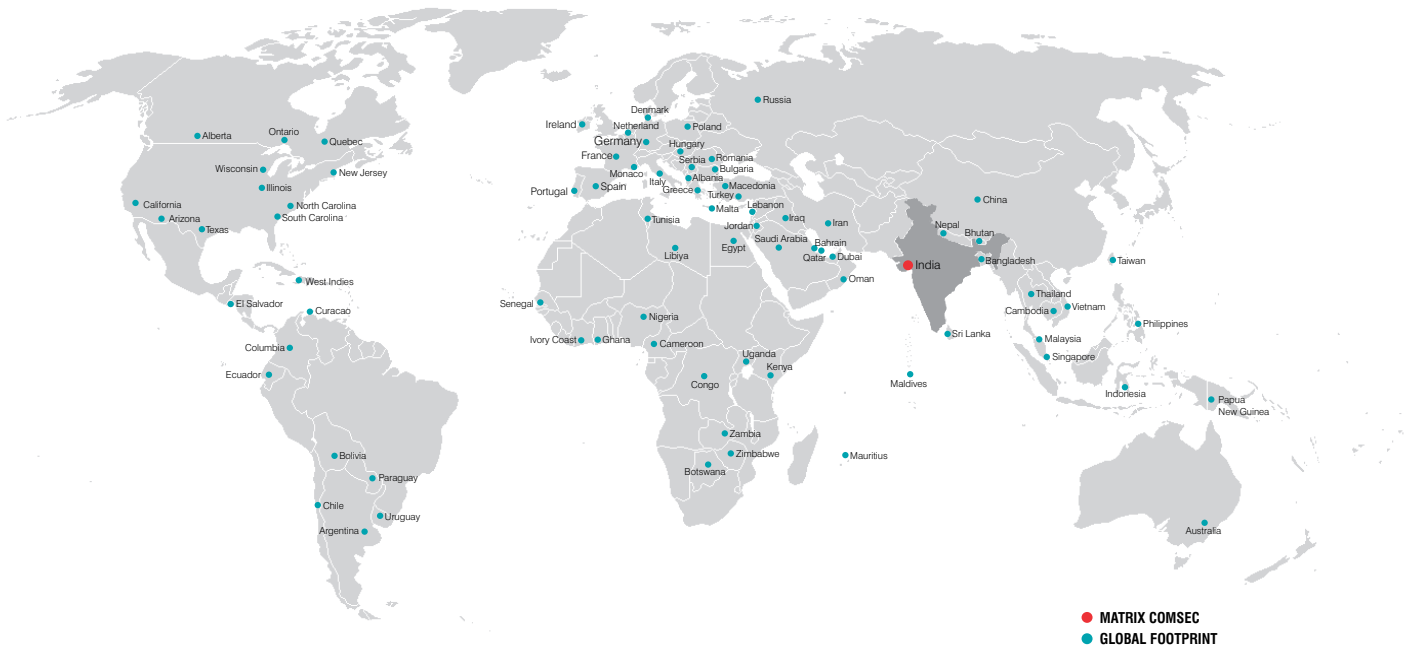 Russia
Denmark
Ireland
Netherland
Poland
Alberta
Ontario
Quebec
Germany
Hungary
France
Serbia
Romania
Wisconsin
New Jersey
Monaco
Italy
Bulgaria
Albania
Illinois
Portugal
Spain
Greece
Macedonia
Turkey
China
California
North Carolina
Malta
Lebanon
Arizona
South Carolina
Tunisia
Iraq
Iran
Texas
Jordan
Nepal
Bhutan
Saudi Arabia
Bahrain
Egypt
Libiya
Qatar
Dubai
India
Bangladesh
Taiwan
West Indies
Oman
El Salvador
Senegal
Thailand
Curacao
Cambodia
Vietnam
Nigeria
Philippines
Sri Lanka
Columbia
Ivory Coast
Ghana
Cameroon
Malaysia
Uganda
Singapore
Ecuador
Kenya
Congo
Maldives
Indonesia
Papua
New Guinea
Zambia
Bolivia
Zimbabwe
Mauritius
Botswana
Paraguay
Chile
Uruguay
Argentina
Australia
MATRIX COMSEC
GLOBAL FOOTPRINT